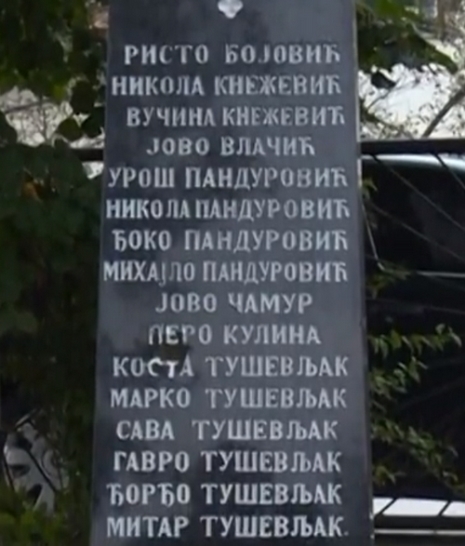 РИСТО БОЈОВИЋ
НИКОЛА КНЕЖЕВИЋ
ВУЧИНА КНЕЖЕВИЋ
ЈОВО ВЛАЧИЋ
УРОШ ПАНДУРОВИЋ
НИКОЛА ПАНДУРОВИЋ
ЂОКО ПАНДУРОВИЋ
МИХАЈЛО ПАНДУРОВИЋ
ЈОВО ЧАМУР
ПЕРО КУЛИНА
КОСТА ТУШЕВЉАК
МАРКО ТУШЕВЉАК
САВА ТУШЕВЉАК
ГАВРО ТУШЕВЉАК
ЂОРЂО ТУШЕВЉАК
МИТАР ТУШЕВЉАК.